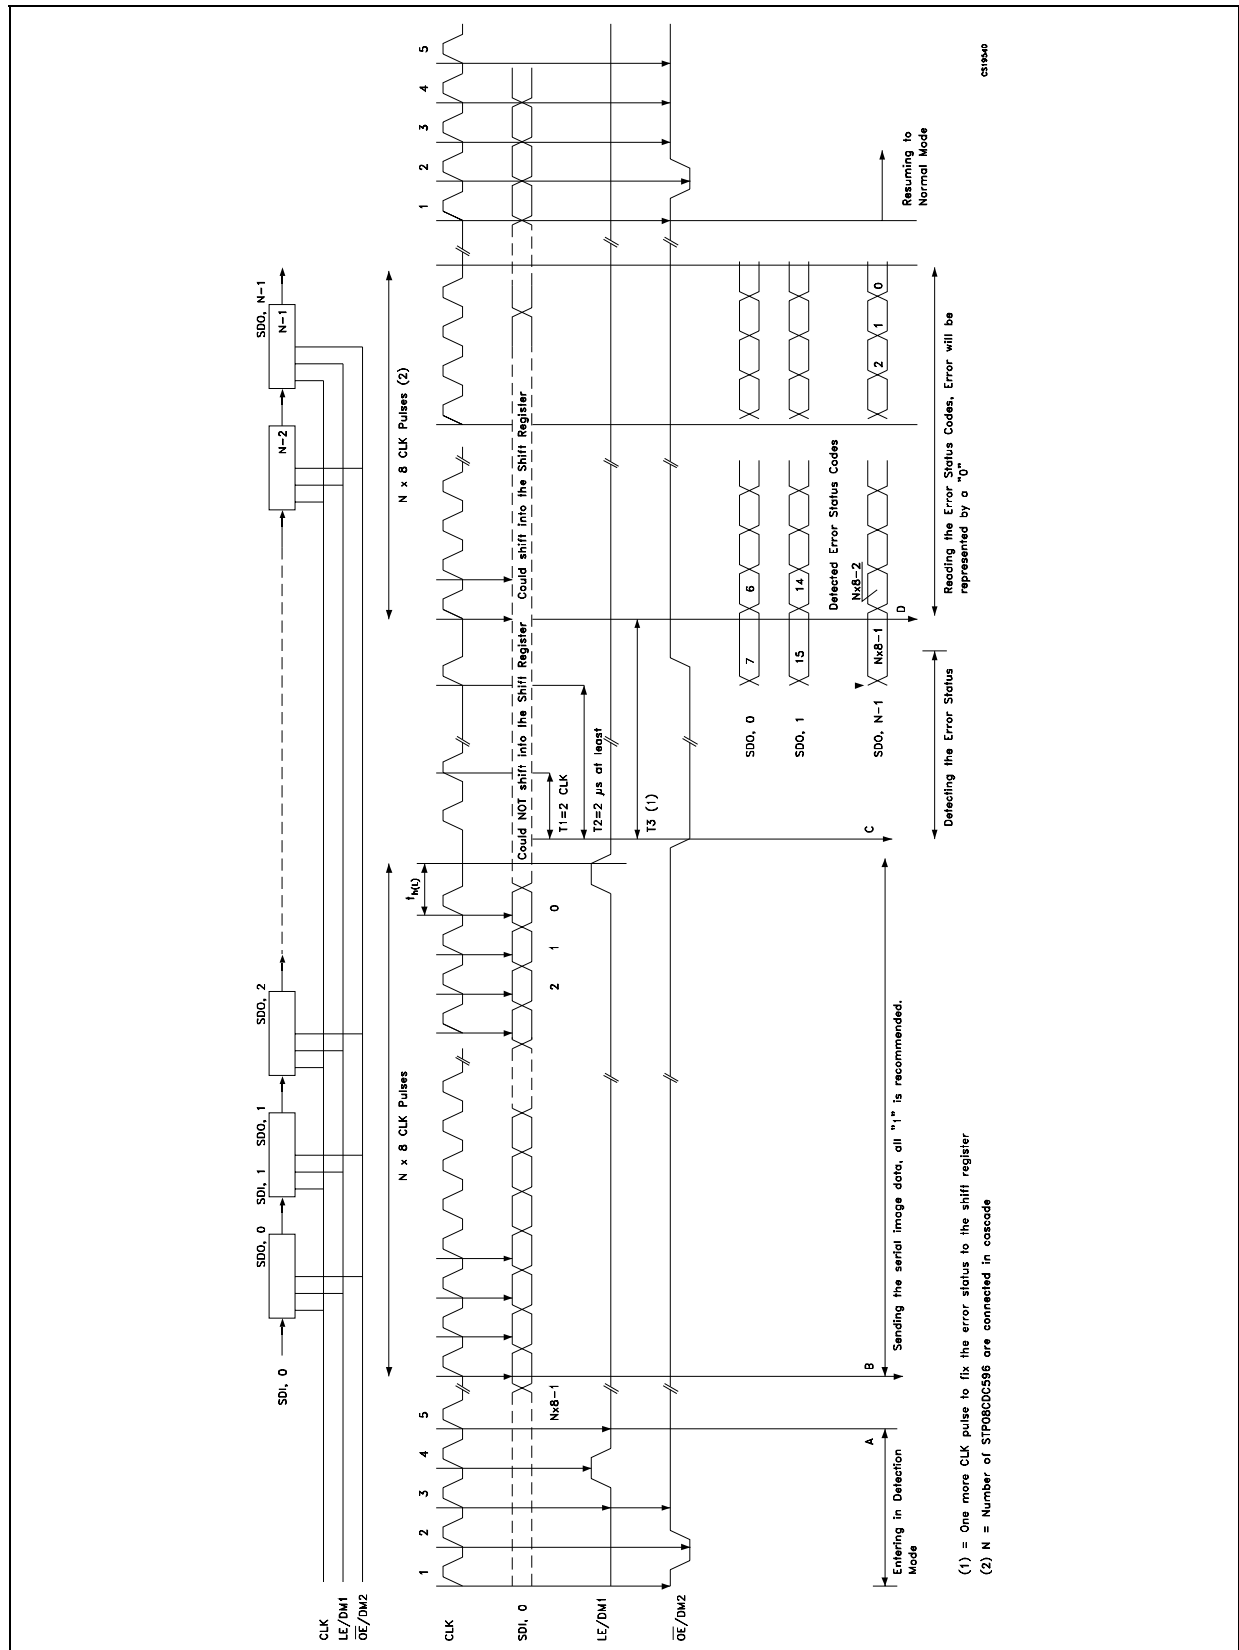 SDI, 0
SDO, 0
SDI, 1
SDO, 1
SDO, 2
N-2
SDO, N-1
N-1
CLK
LE/DM1
OE/DM2
N x 8 CLK Pulses
N x 8 CLK Pulses (2)
1 2 3 4 5
th(L)
1 2 3 4 5
CLK
SDI, 0
Could NOT shift into the Shift Register
Could shift into the Shift Register
Nx8-1
2 1 0
T1=2 CLK
LE/DM1
T2=2 µs at least
T3 (1)
OE/DM2
SDO, 0
7 6
SDO, 1
15 14
Detected Error Status Codes
Nx8-2
SDO, N-1
Nx8-1
2 1 0
A
B
C
D
Entering in Detection
Mode
Sending the serial image data, all "1" is recommended.
Detecting the Error Status
Reading the Error Status Codes, Error will be
represented by a "0"
Resuming to
Normal Mode
(1) = One more CLK pulse to fix the error status to the shift register
(2) N = Number of STP08CDC596 are connected in cascade
CS19540